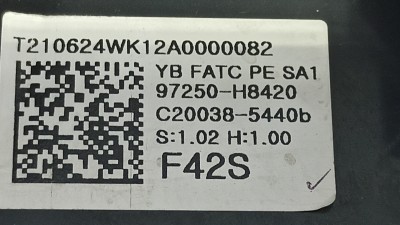 T210624WK12A0000082
YB FATC PE SA1
97250-H8420
C20038-5440b
S:1.02 H:1.00
F42S